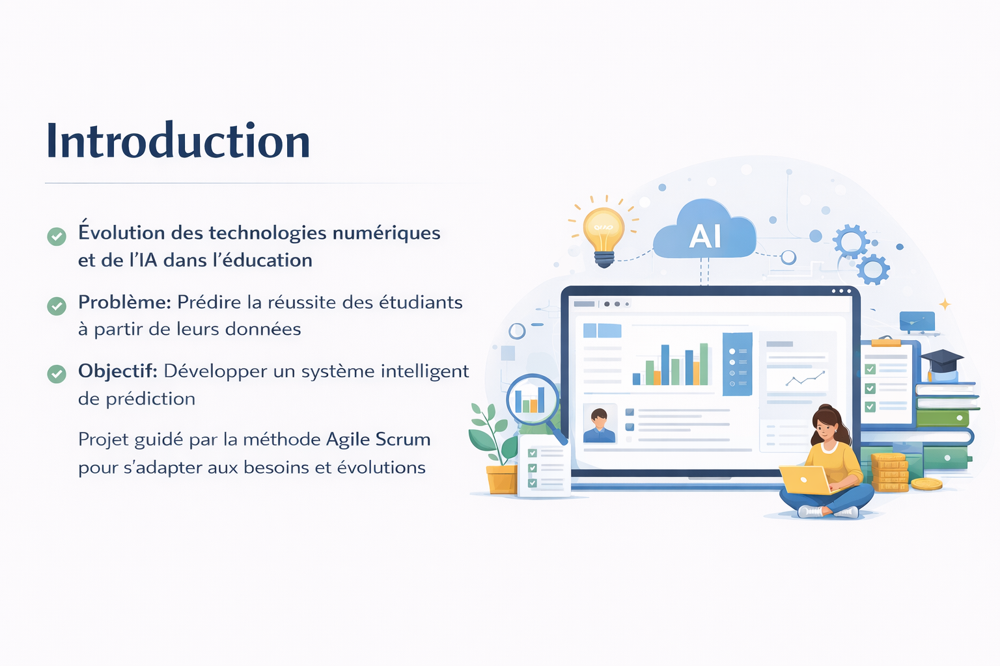 Introduction
Évolution des technologies numériques
et de l’IA dans l’éducation
Problème: Prédire la réussite des étudiants
à partir de leurs données
Objectif: Développer un système intelligent
de prédiction
Projet guidé par la méthode Agile Scrum
pour s’adapter aux besoins et évolutions
AI